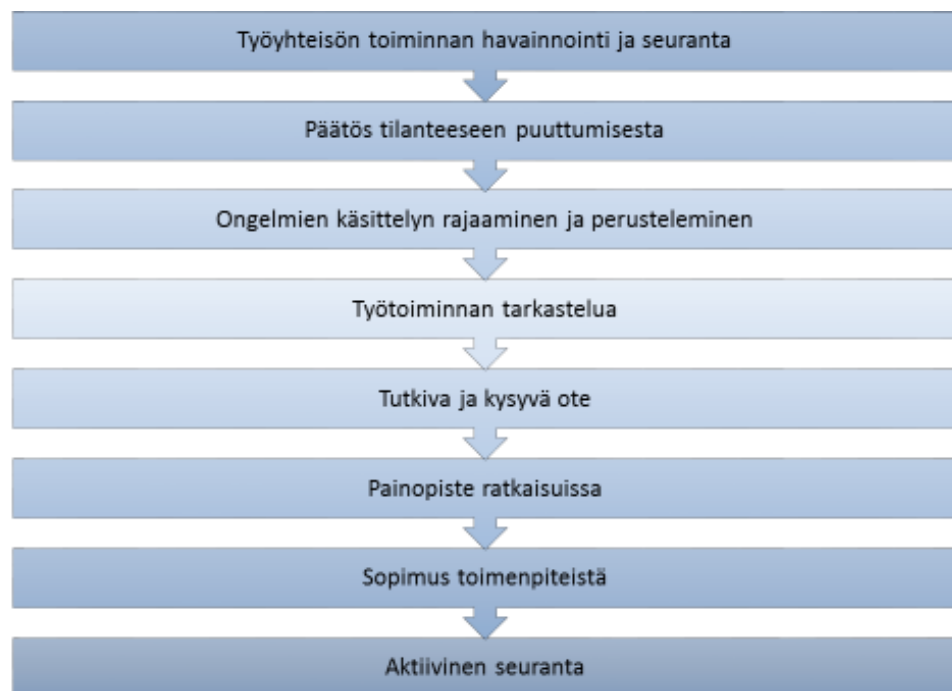 Työyhteisön toiminnan havainnointi ja seuranta
Päätös tilanteeseen puuttumisesta
Ongelmien käsittelyn rajaaminen ja perusteleminen
Työtoiminnan tarkastelua
Tutkiva ja kysyvä ote
Painopiste ratkaisuissa
Sopimus toimenpiteistä
Aktiivinen seuranta